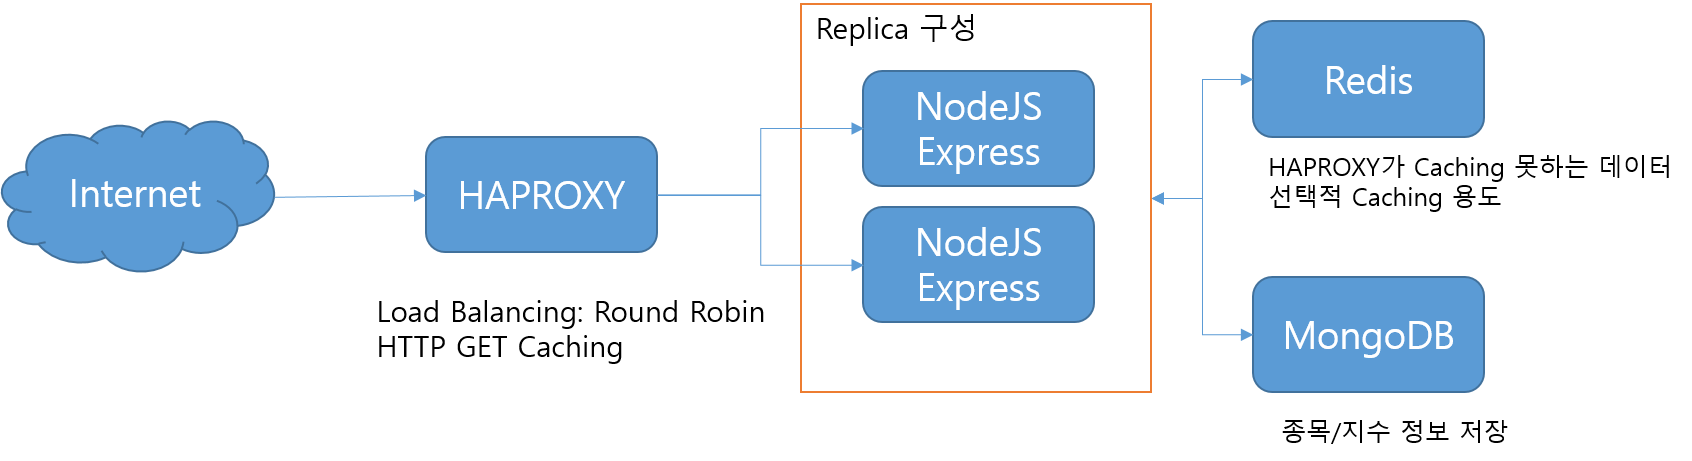 Internet
HAPROXY
Load Balancing: Round Robin
HTTP GET Caching
Replica 구성
NodeJS
Express
NodeJS
Express
Redis
HAPROXY가 Caching 못하는 데이터
선택적 Caching 용도
MongoDB
종목/지수 정보 저장